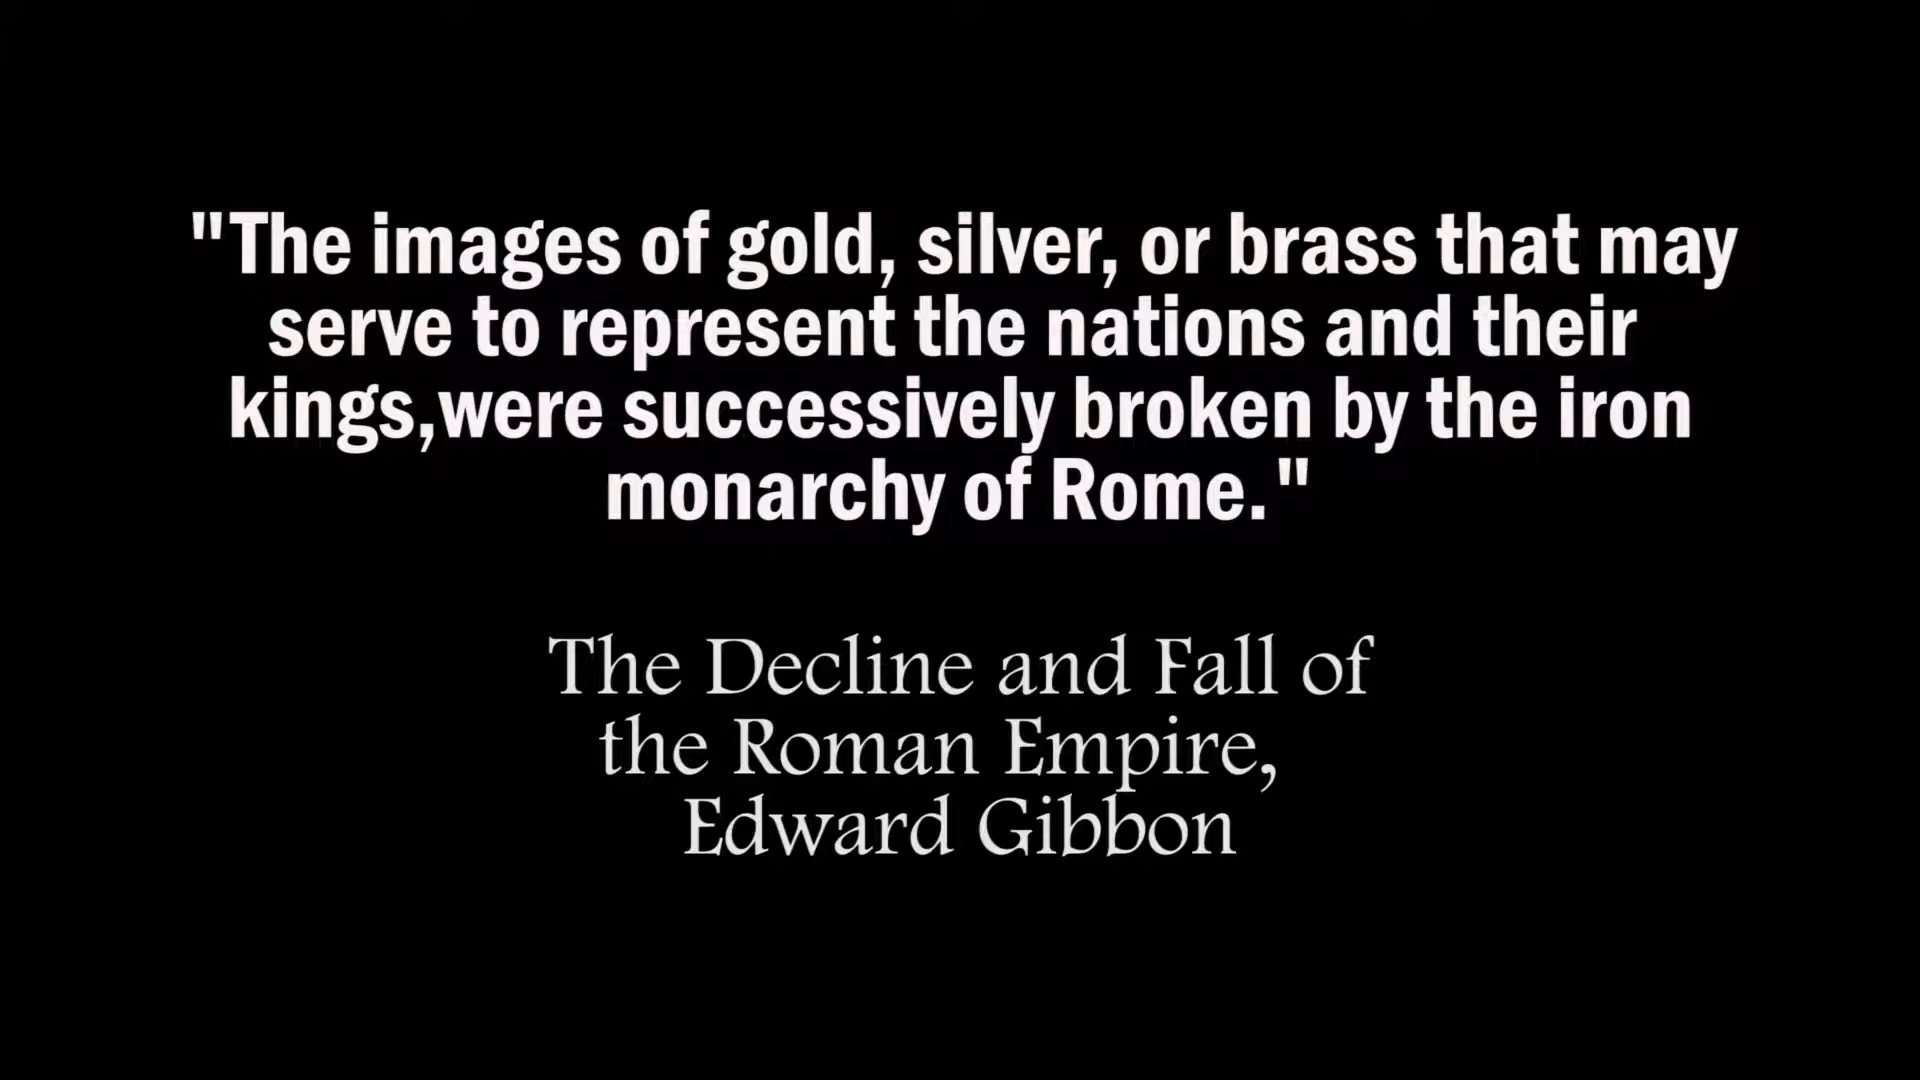 "The images of gold, silver, or brass that may
serve to represent the nations and their
kings,were successively broken by the iron
monarchy of Rome."
The Decline and Fall of
the Roman Empire,
Edward Gibbon